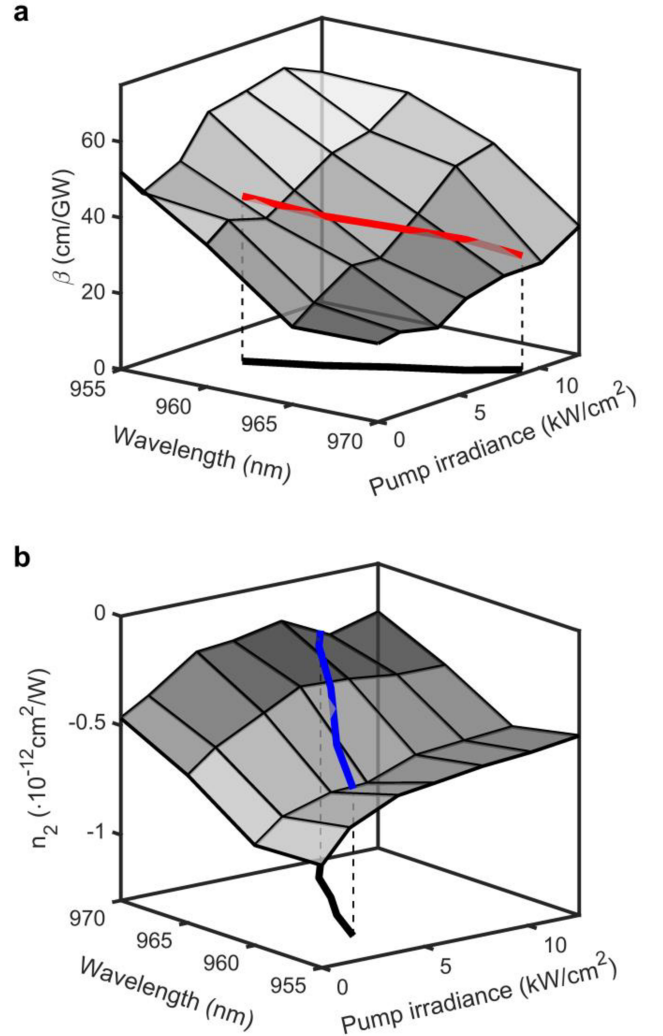 a
60
40
20
0
β (cm/GW)
955
960
965
970
Wavelength (nm)
0
5
10
Pump irradiance (kW/cm²)
b
0
-0.5
-1
n₂ (·10⁻¹²cm²/W)
970
965
960
955
Wavelength (nm)
0
5
10
Pump irradiance (kW/cm²)